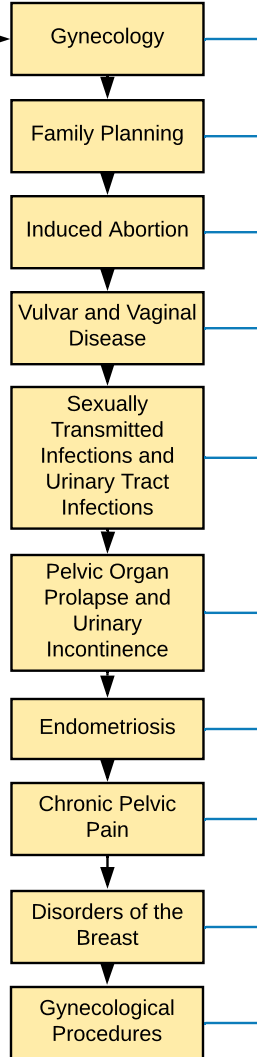 Gynecology
Family Planning
Induced Abortion
Vulvar and Vaginal
Disease
Sexually
Transmitted
Infections and
Urinary Tract
Infections
Pelvic Organ
Prolapse and
Urinary
Incontinence
Endometriosis
Chronic Pelvic
Pain
Disorders of the
Breast
Gynecological
Procedures